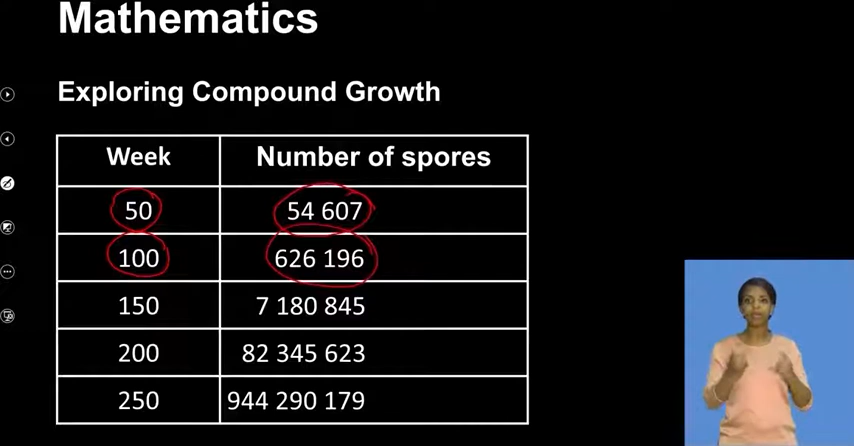 Mathematics
Exploring Compound Growth
Week Number of spores
50 54 607
100 626 196
150 7 180 845
200 82 345 623
250 944 290 179